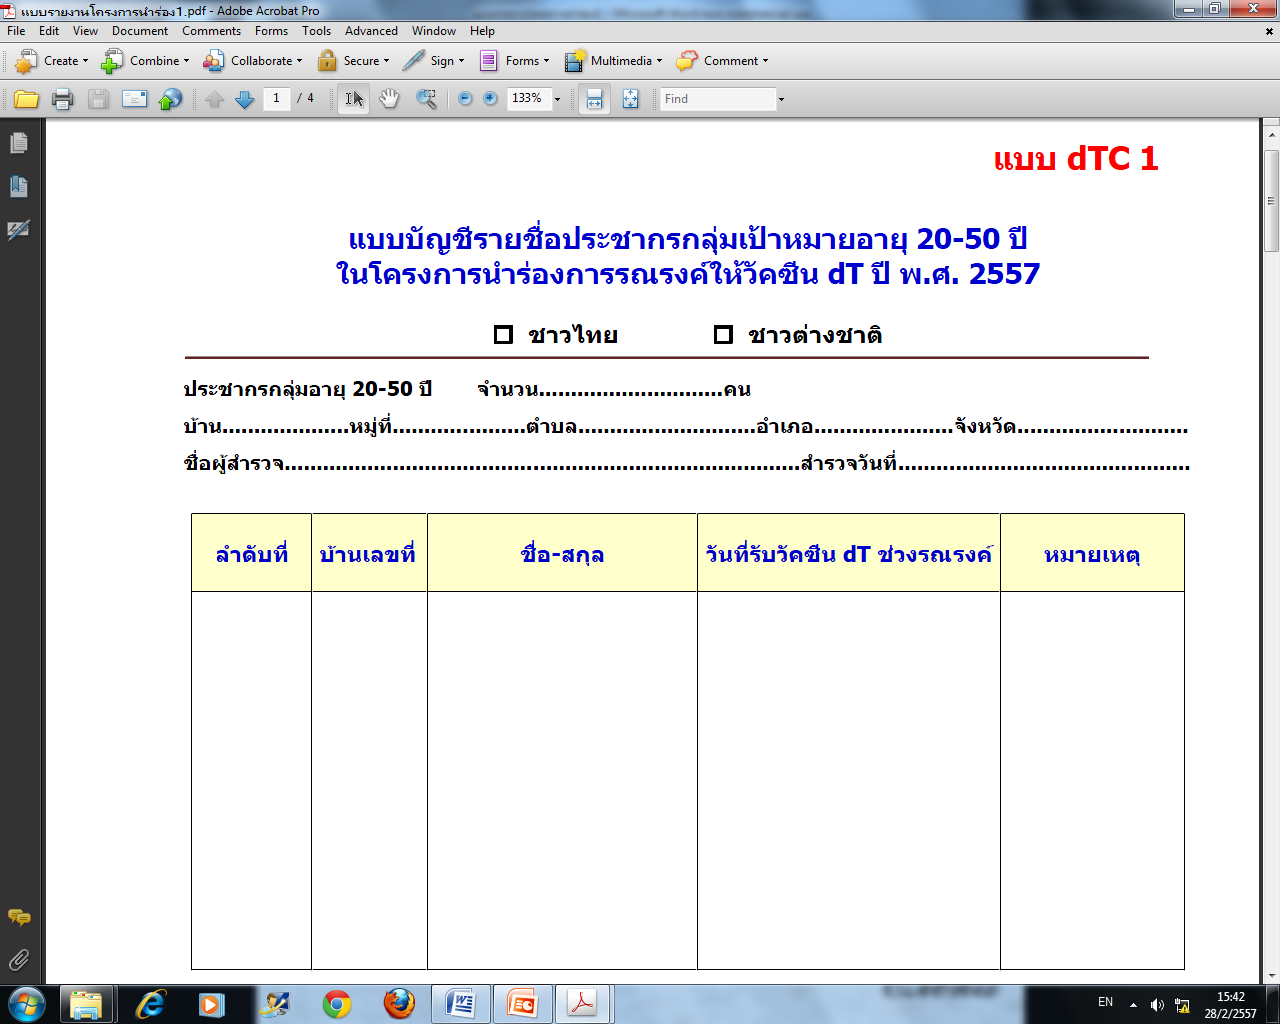 แบบรายงานโครงการนำร่อง1.pdf - Adobe Acrobat Pro
File Edit View Document Comments Forms Tools Advanced Window Help
Create Combine Collaborate Secure Sign Forms Multimedia Comment
1 / 4 133% Find
แบบ dTC 1
แบบบัญชีรายชื่อประชากรกลุ่มเป้าหมายอายุ 20-50 ปี
ในโครงการนำร่องการรณรงค์ให้วัคซีน dT ปี พ.ศ. 2557
ชาวไทย ชาวต่างชาติ
ประชากรกลุ่มอายุ 20-50 ปี จำนวน.............................คน
บ้าน....................หมู่ที่.....................ตำบล............................อำเภอ......................จังหวัด...........................
ชื่อผู้สำรวจ.................................................................................สำรวจวันที่..............................................
ลำดับที่ บ้านเลขที่ ชื่อ-สกุล วันที่รับวัคซีน dT ช่วงรณรงค์ หมายเหตุ
EN 15:42
28/2/2557